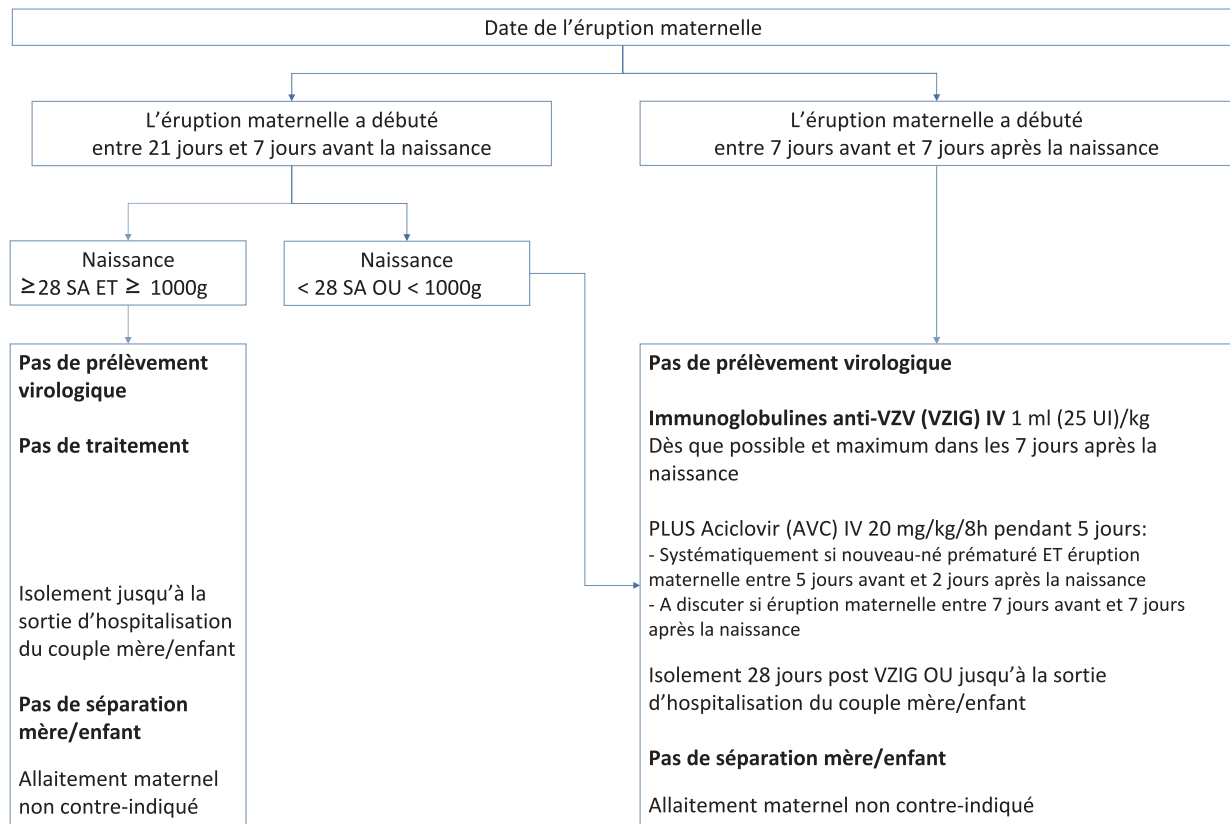 Date de l’éruption maternelle
L’éruption maternelle a débuté
entre 21 jours et 7 jours avant la naissance
L’éruption maternelle a débuté
entre 7 jours avant et 7 jours après la naissance
Naissance
≥28 SA ET ≥ 1000g
Naissance
< 28 SA OU < 1000g
Pas de prélèvement
virologique
Pas de traitement
Isolement jusqu’à la
sortie d’hospitalisation
du couple mère/enfant
Pas de séparation
mère/enfant
Allaitement maternel
non contre-indiqué
Pas de prélèvement virologique
Immunoglobulines anti-VZV (VZIG) IV 1 ml (25 UI)/kg
Dès que possible et maximum dans les 7 jours après la
naissance
PLUS Aciclovir (AVC) IV 20 mg/kg/8h pendant 5 jours:
- Systématiquement si nouveau-né prématuré ET éruption
maternelle entre 5 jours avant et 2 jours après la naissance
- A discuter si éruption maternelle entre 7 jours avant et 7 jours
après la naissance
Isolement 28 jours post VZIG OU jusqu’à la sortie
d’hospitalisation du couple mère/enfant
Pas de séparation mère/enfant
Allaitement maternel non contre-indiqué